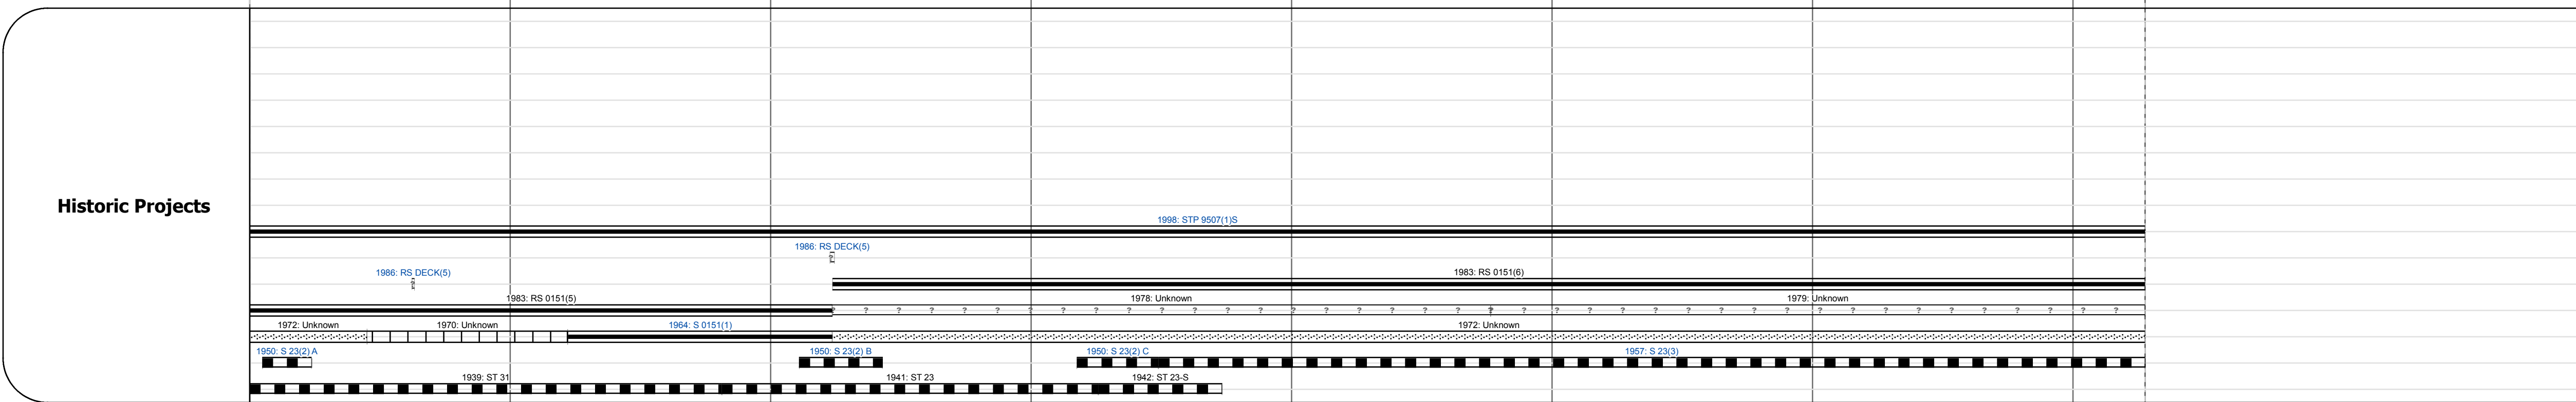 Historic Projects
1998: STP 9507(1)S
1986: RS DECK(5)
1986: RS DECK(5)
1983: RS 0151(6)
1983: RS 0151(5)
1978: Unknown
1979: Unknown
? ? ? ? ? ? ? ? ? ? ? ? ? ? ? ? ? ? ? ? ? ? ? ? ? ? ? ? ? ? ? ? ? ? ? ? ? ? ? ? ?
1972: Unknown
1970: Unknown
1964: S 0151(1)
1972: Unknown
1950: S 23(2) A
1950: S 23(2) B
1950: S 23(2) C
1957: S 23(3)
1939: ST 31
1941: ST 23
1942: ST 23-S